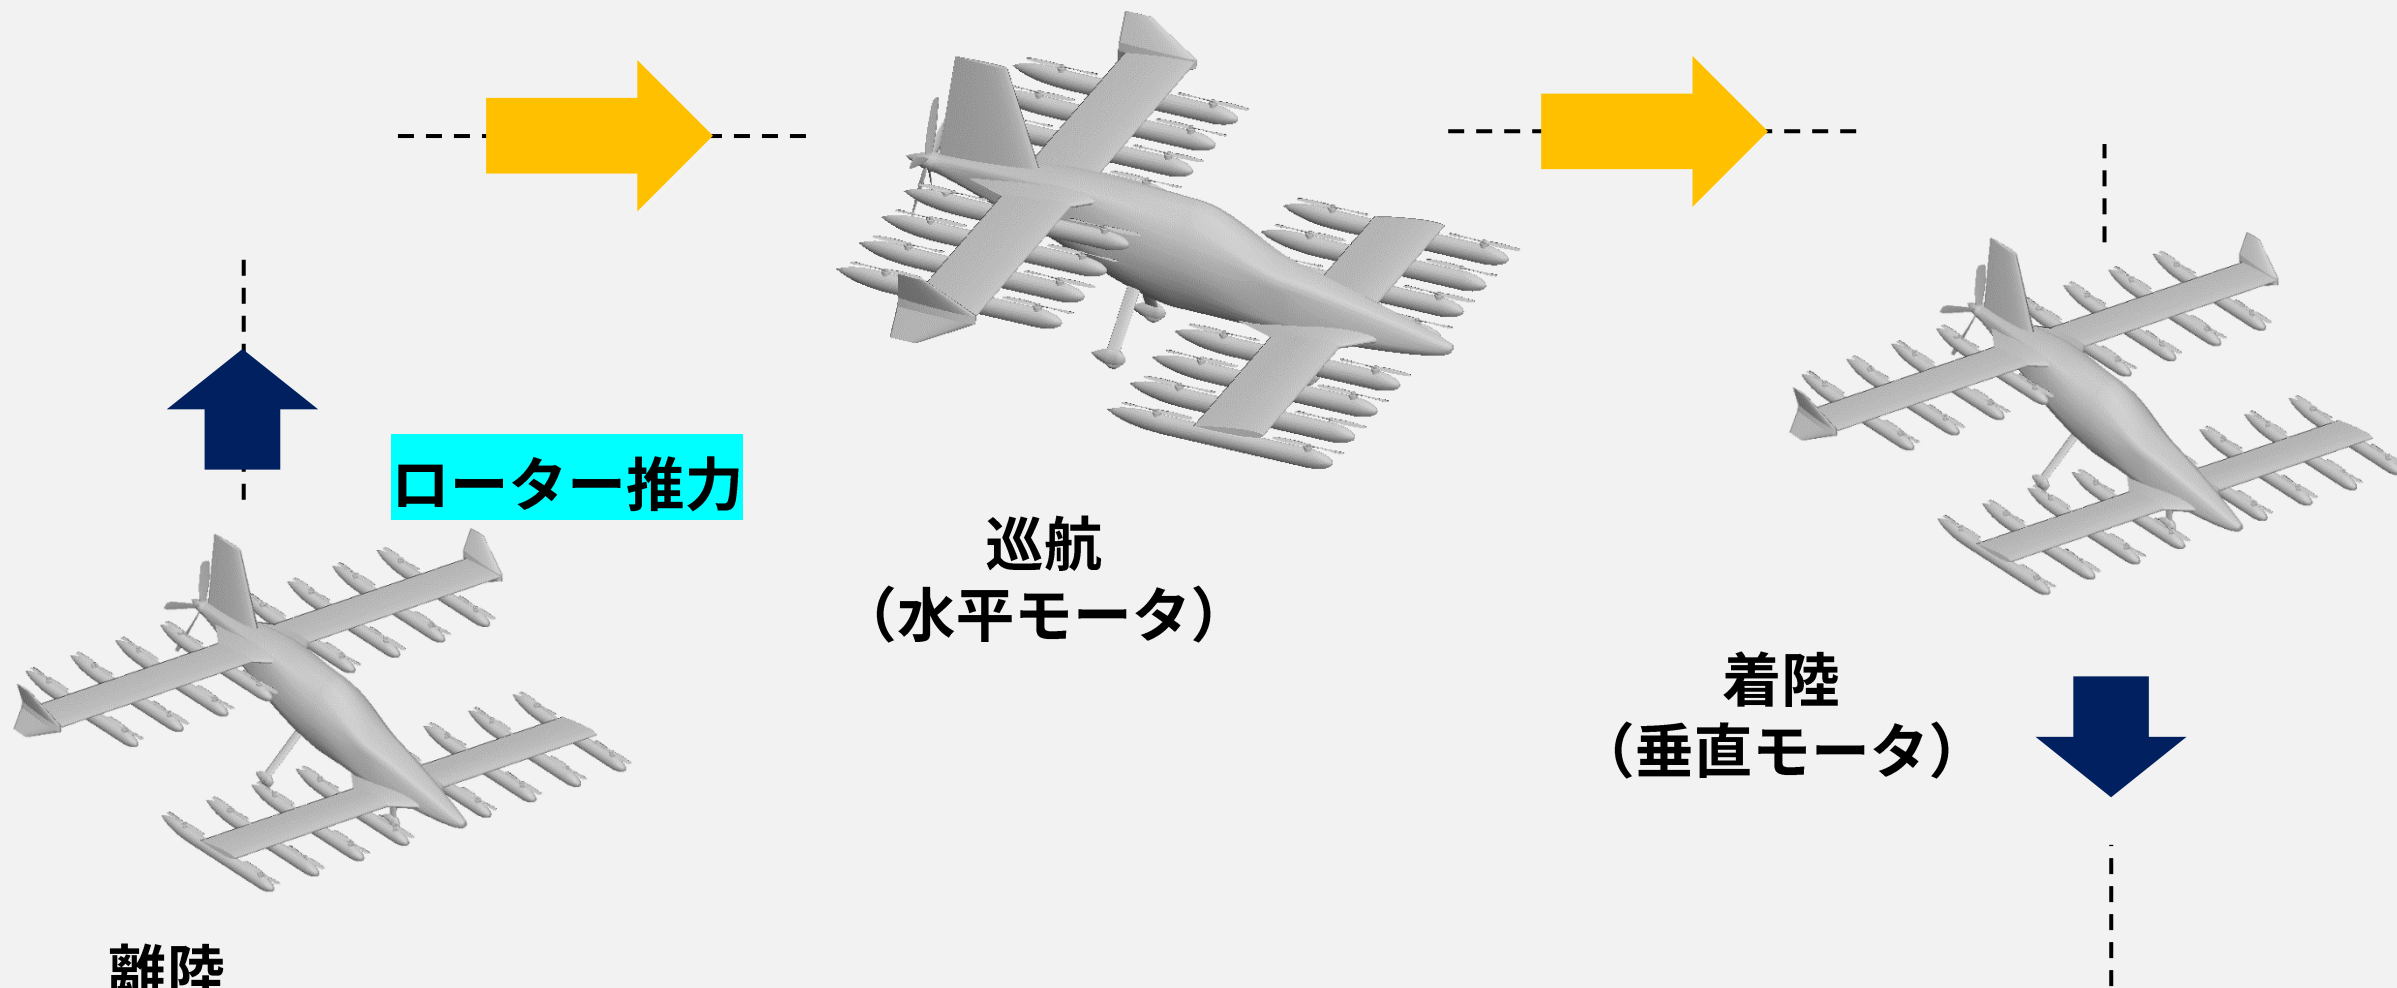 ローター推力
巡航
（水平モータ）
着陸
（垂直モータ）
離陸